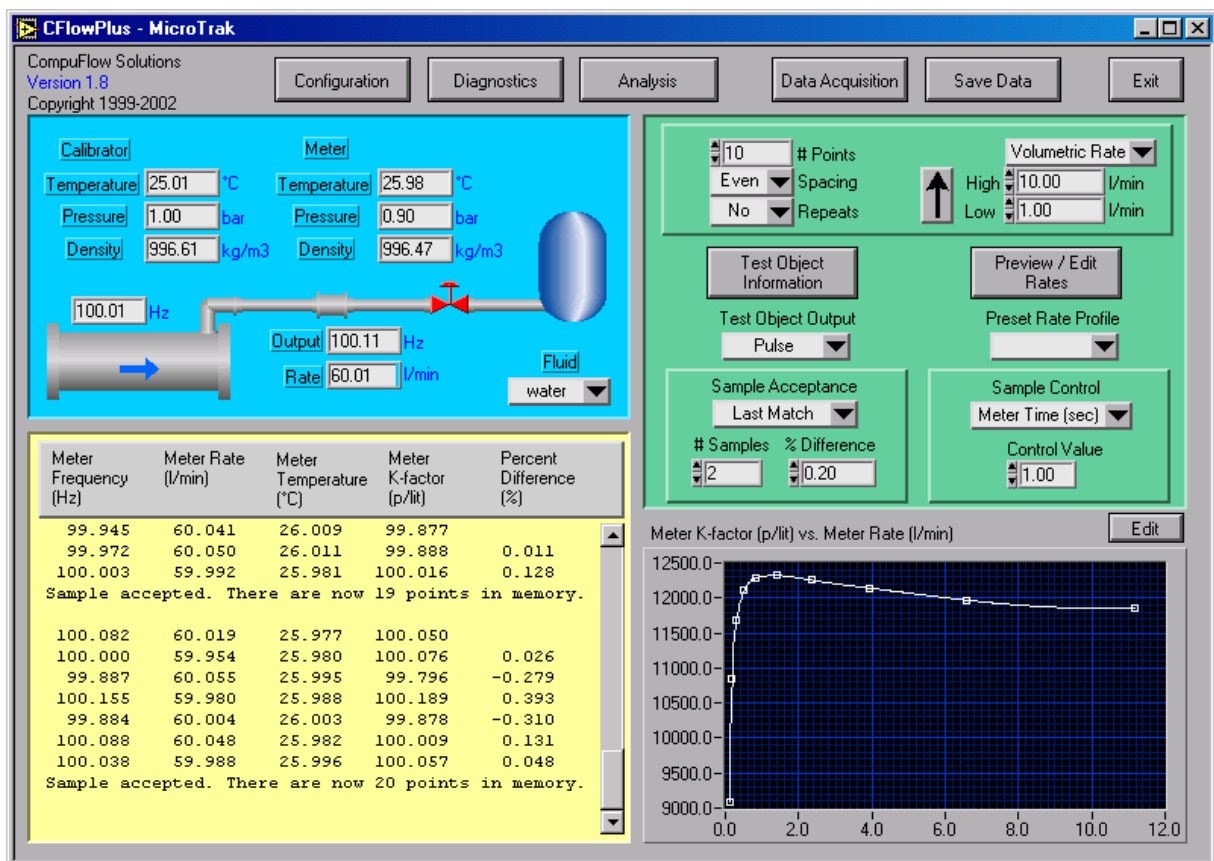 CFlowPlus - MicroTrak
CompuFlow Solutions
Version 1.8
Copyright 1999-2002
Configuration
Diagnostics
Analysis
Data Acquisition
Save Data
Exit
Calibrator
Temperature 25.01 °C
Pressure 1.00 bar
Density 996.61 kg/m3
Meter
Temperature 25.98 °C
Pressure 0.90 bar
Density 996.47 kg/m3
100.01 Hz
Output 100.11 Hz
Rate 60.01 l/min
Fluid
water
10 # Points
Even Spacing
No Repeats
Volumetric Rate
High 10.00 l/min
Low 1.00 l/min
Test Object
Information
Preview / Edit
Rates
Test Object Output
Pulse
Preset Rate Profile
Sample Acceptance
Last Match
# Samples % Difference
2 0.20
Sample Control
Meter Time (sec)
Control Value
1.00
Meter Frequency (Hz) Meter Rate (l/min) Meter Temperature (°C) Meter K-factor (p/lit) Percent Difference (%)
99.945 60.041 26.009 99.877
99.972 60.050 26.011 99.888 0.011
100.003 59.992 25.981 100.016 0.128
Sample accepted. There are now 19 points in memory.
100.082 60.019 25.977 100.050
100.000 59.954 25.980 100.076 0.026
99.887 60.055 25.995 99.796 -0.279
100.155 59.980 25.988 100.189 0.393
99.884 60.004 26.003 99.878 -0.310
100.088 60.048 25.982 100.009 0.131
100.038 59.988 25.996 100.057 0.048
Sample accepted. There are now 20 points in memory.
Meter K-factor (p/lit) vs. Meter Rate (l/min)
Edit
12500.0
12000.0
11500.0
11000.0
10500.0
10000.0
9500.0
9000.0
0.0 2.0 4.0 6.0 8.0 10.0 12.0